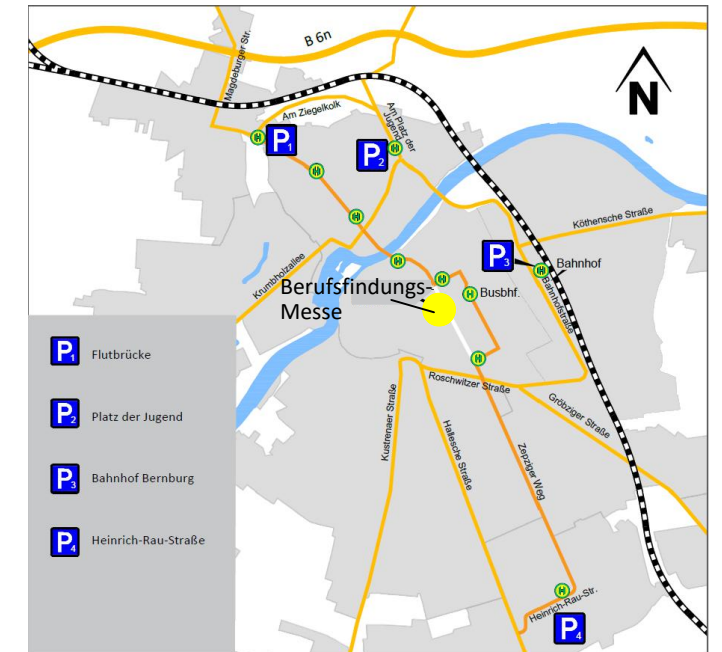 B 6n
Magdeburger Str.
N
Am Ziegelkolk
Am Platz der
Jugend
P1
P2
H
H
H
H
Köthensche Straße
P3
H
Bahnhof
Krumbholzallee
H
H
H
Busbhf.
Bahnhofstraße
Berufsfindungs-
Messe
H
P1 Flutbrücke
Roschwitzer Straße
Kustrenaer Straße
Hallesche Straße
Gröbziger Straße
P2 Platz der Jugend
Zepziger Weg
P3 Bahnhof Bernburg
P4 Heinrich-Rau-Straße
H
Heinrich-Rau-Str.
P4